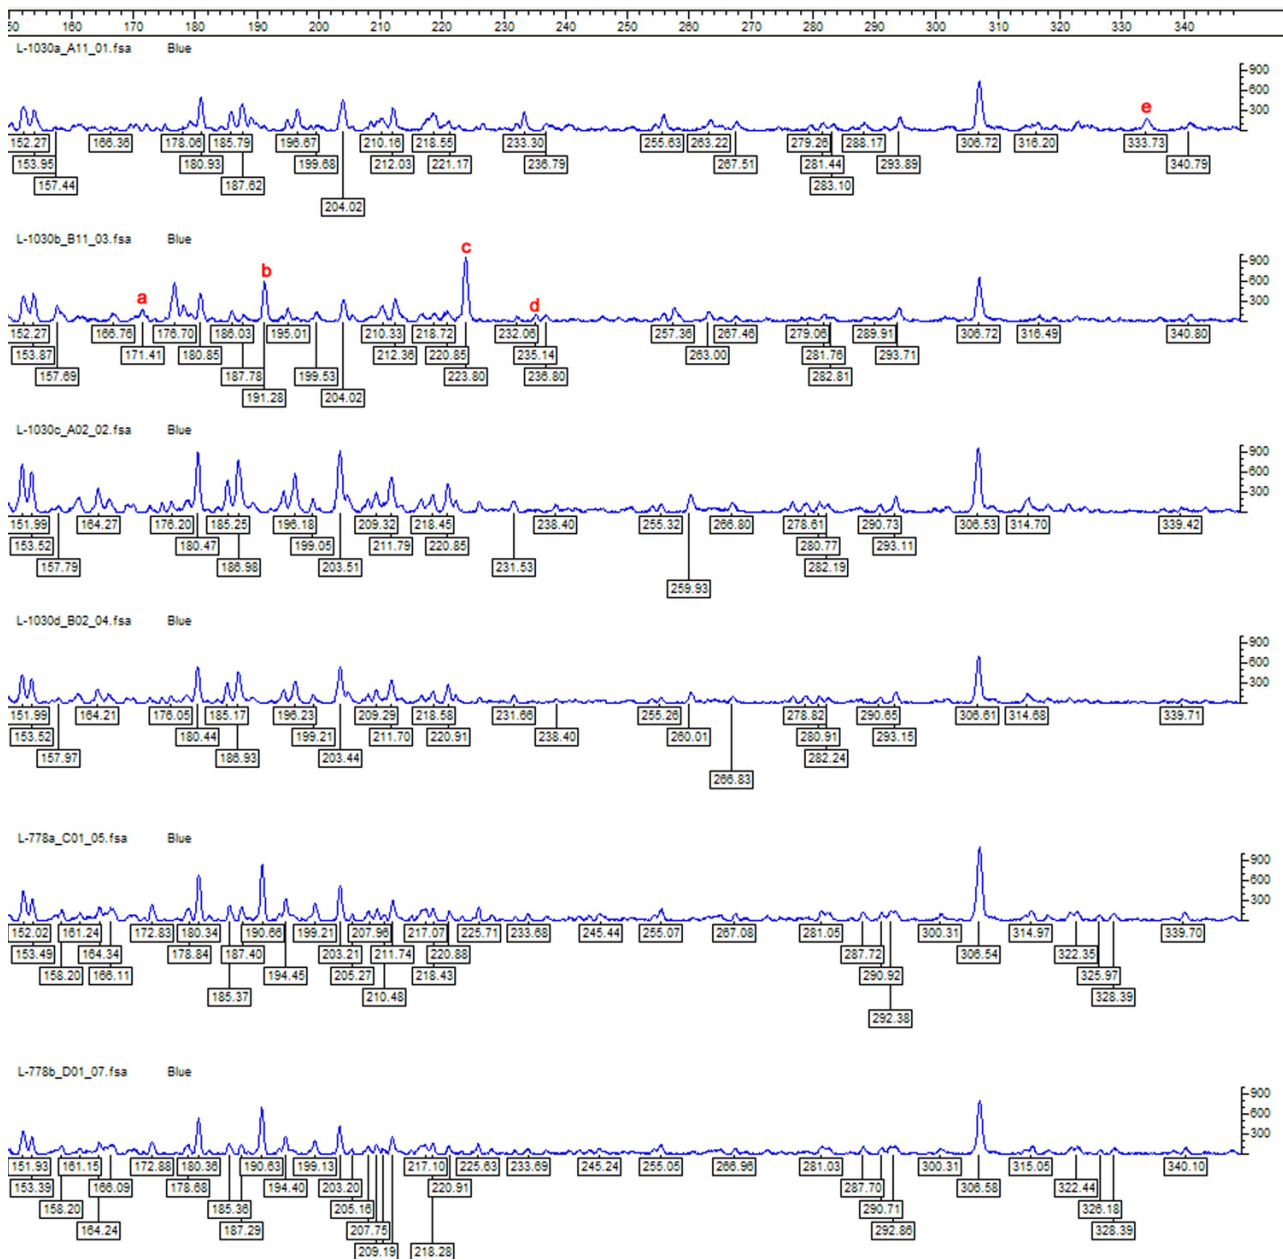 50 160 170 180 190 200 210 220 230 240 250 260 270 280 290 300 310 320 330 340
L-1030a_A11_01.fsa Blue
900
600
300
e
152.27 166.36 178.06 185.79 196.67 210.16 218.55 233.30 255.63 263.22 279.26 288.17 306.72 316.20 333.73
153.95 180.93 199.68 212.03 221.17 236.79 267.51 281.44 293.89 340.79
157.44 187.62 283.10
204.02
L-1030b_B11_03.fsa Blue
900
600
300
a b c d
152.27 166.76 176.70 186.03 195.01 210.33 218.72 232.06 257.36 267.46 279.06 289.91 306.72 316.49 340.80
153.87 171.41 180.85 199.53 212.36 220.85 235.14 263.00 281.76 293.71
157.69 187.78 223.80 236.80 282.81
191.28 204.02
L-1030c_A02_02.fsa Blue
900
600
300
151.99 164.27 176.20 185.25 196.18 209.32 218.45 238.40 255.32 266.80 278.61 290.73 306.53 314.70 339.42
153.52 180.47 199.05 211.79 220.85 280.77 293.11
157.79 186.98 203.51 231.53 282.19
259.93
L-1030d_B02_04.fsa Blue
900
600
300
151.99 164.21 176.05 185.17 196.23 209.29 218.58 231.66 255.26 278.82 290.65 306.61 314.68 339.71
153.52 180.44 199.21 211.70 220.91 238.40 260.01 280.91 293.15
157.97 186.93 203.44 282.24
266.83
L-778a_C01_05.fsa Blue
900
600
300
152.02 161.24 172.83 180.34 190.66 199.21 207.96 217.07 225.71 233.68 245.44 255.07 267.08 281.05 300.31 306.54 314.97 339.70
153.49 164.34 178.84 187.40 203.21 211.74 220.88 287.72 322.35
158.20 166.11 194.45 205.27 218.43 290.92 325.97
185.37 210.48 328.39
292.38
L-778b_D01_07.fsa Blue
900
600
300
151.93 161.15 172.88 180.36 190.63 199.13 217.10 225.63 233.69 245.24 255.05 266.96 281.03 300.31 306.58 315.05 340.10
153.39 166.09 178.68 194.40 203.20 220.91 287.70 322.44
158.20 185.36 205.16 290.71 326.18
164.24 187.29 207.75 292.86 328.39
209.19 218.28